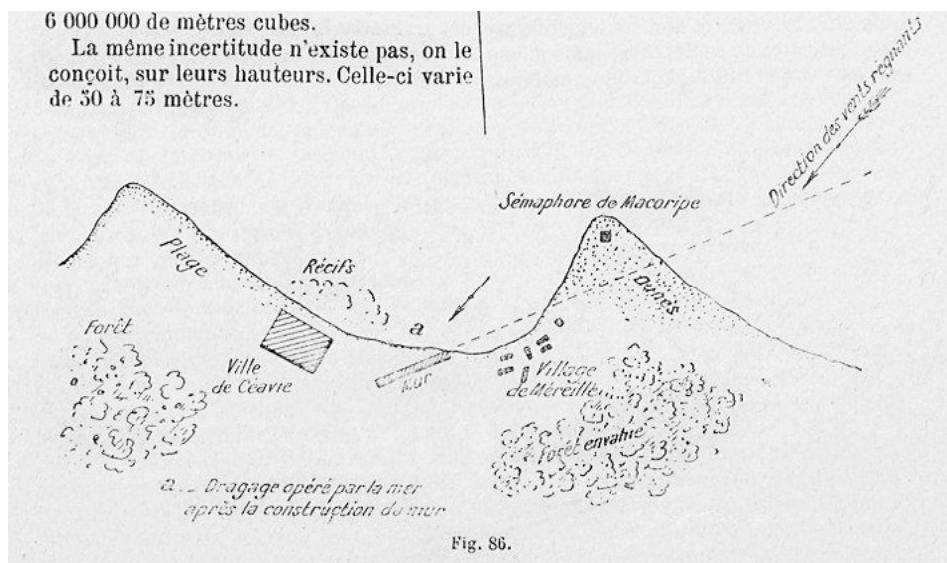 6 000 000 de mètres cubes.
La même incertitude n'existe pas, on le
conçoit, sur leurs hauteurs. Celle-ci varie
de 50 à 75 mètres.
Direction des vents régnants
Sémaphore de Macoripe
Plage
Récifs
Dunes
a
Forêt
Ville
de Céavie
Mur
Village
de Méreille
Forêt envahie
a _ Dragage opéré par la mer
après la construction du mur
Fig. 86.